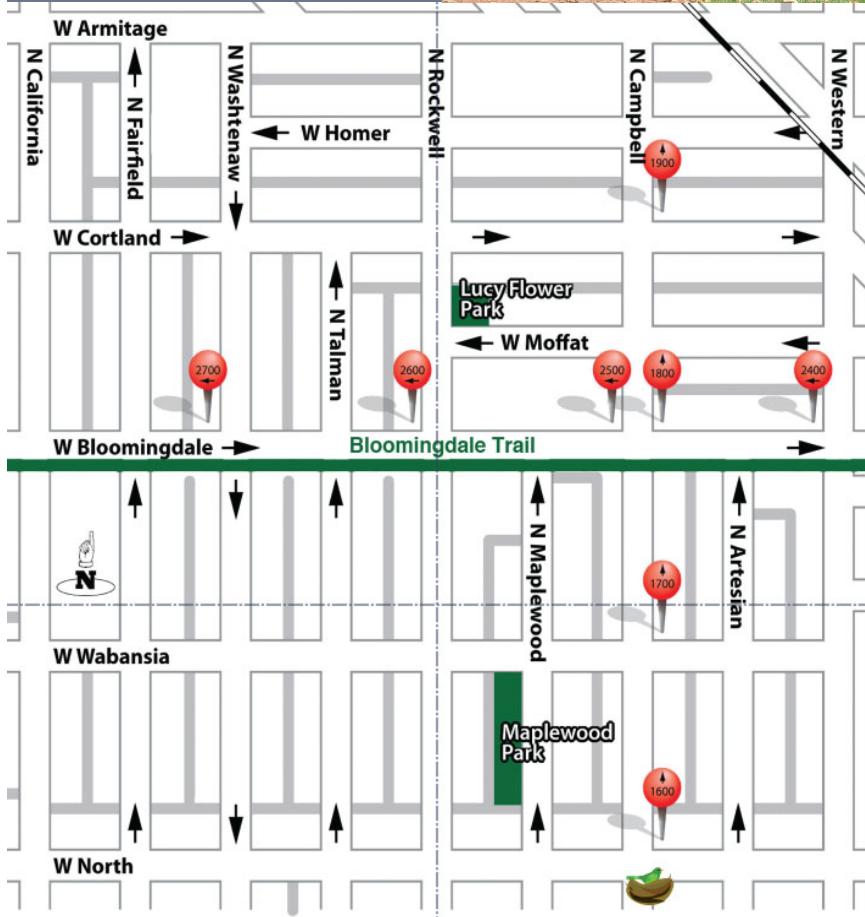 W Armitage
N California
N Fairfield
N Washtenaw
N Rockwell
N Campbell
N Western
W Homer
1900
W Cortland
N Talman
Lucy Flower
Park
W Moffat
2700
2600
2500
1800
2400
W Bloomingdale
Bloomingdale Trail
N Maplewood
N Artesian
N
1700
W Wabansia
Maplewood
Park
1600
W North